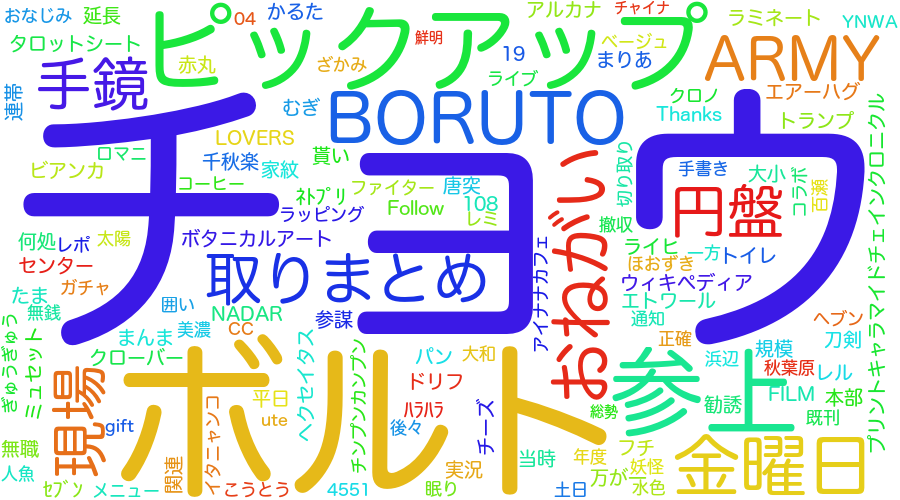 おなじみ
延長
ピックアップ
04
かるた
アルカナ
チャイナ
ラミネート
YNWA
タロットシート
赤丸
鮮明
ざかみ
19
ベージュ
まりあ
ARMY
連帯
手鏡
むぎ
BORUTO
ライブ
クロノ
エアーハグ
Thanks
トランプ
LOVERS
チョウ
ビアンカ
ロマニ
千秋楽
家紋
貰い
コーヒー
ネトプリ
ファイター
唐突
108
Follow
レミ
ラッピング
おねがい
切り取り
手書き
大小
コラボ
百瀬
円盤
撤収
プリントキャラマイドチェインクロニクル
何処
レポ
太陽
ボタニカルアート
センター
取りまとめ
アイナナカフェ
ライヒ
一方
トイレ
ほおずき
ウィキペディア
ガチャ
たま
無銭
囲い
エトワール
NADAR
参謀
通知
ぎゅうぎゅう
ミュセット
まんま
美濃
CC
ヘブン
正確
刀剣
クローバー
ヘクセイタス
チンプンカンプン
パン
大和
参上
浜辺
規模
秋葉原
レル
ボルト
現場
ドリフ
平日
FILM
本部
ハラハラ
総勢
勧誘
既刊
gift
イタニャンコ
ute
後々
チーズ
無職
関連
フチ
金曜日
人魚
実況
当時
年度
万が一
妖怪
セブン
メニュー
こうとう
4551
眠り
土日
水色